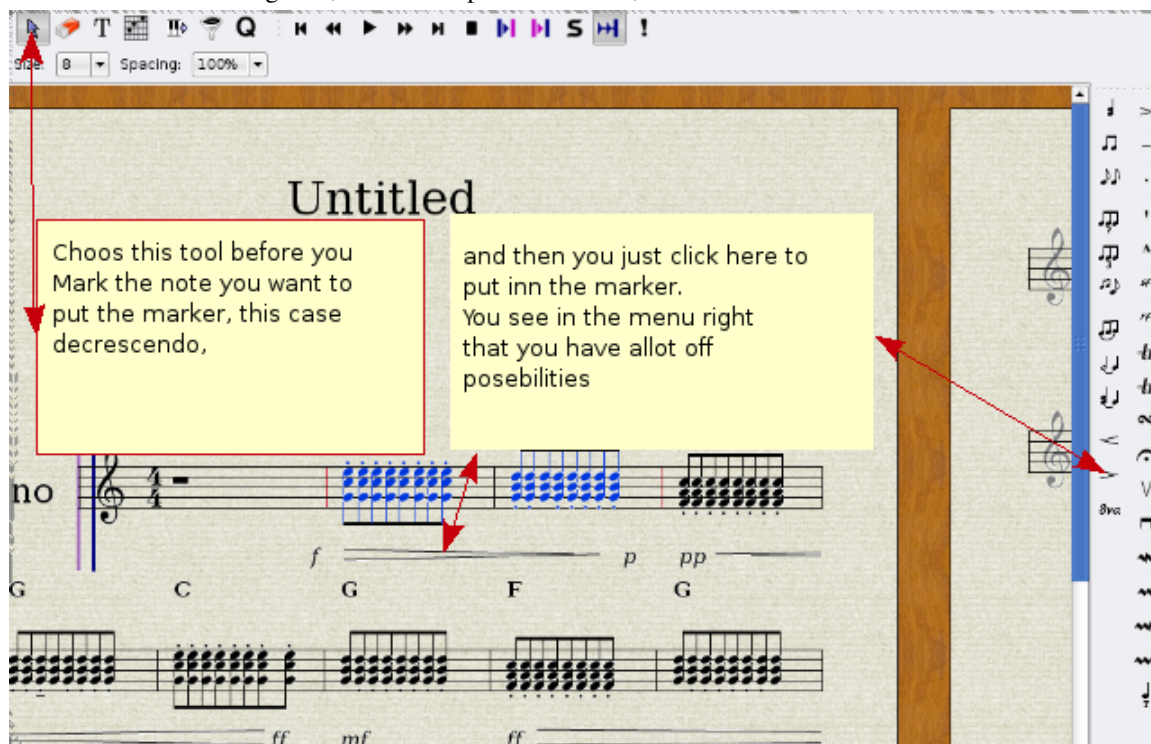 T Q S !
Size: 8 Spacing: 100%
Untitled
Choos this tool before you
Mark the note you want to
put the marker, this case
decrescendo,
and then you just click here to
put inn the marker.
You see in the menu right
that you have allot off
posebilities
no
f p pp
G C G F G
ff mf ff
8va